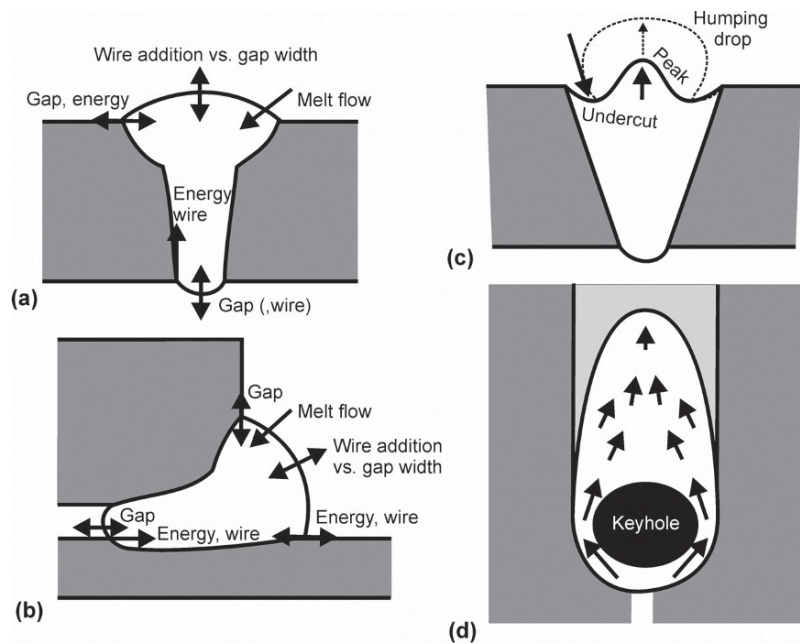 Wire addition vs. gap width
Gap, energy
Melt flow
Energy
wire
Gap (,wire)
(a)
Gap
Melt flow
Wire addition
vs. gap width
Gap
Energy, wire
Energy, wire
(b)
Humping
drop
Peak
Undercut
(c)
Keyhole
(d)